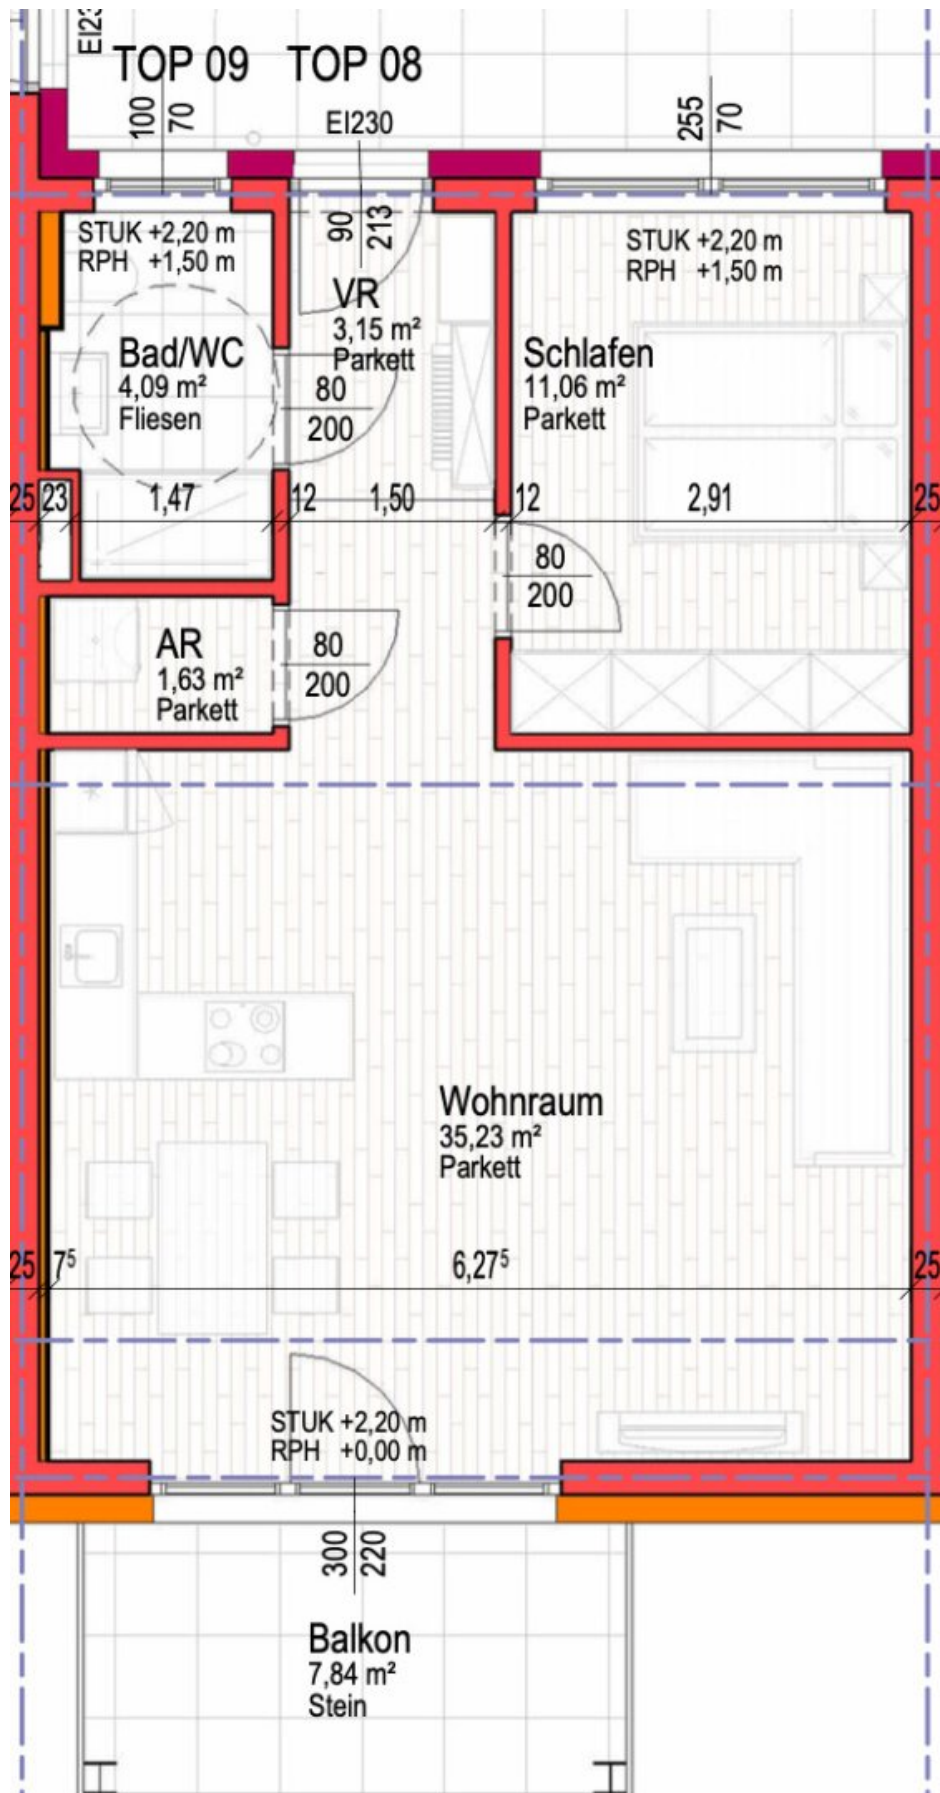 EI23
TOP 09 TOP 08
100
70
EI230
255
70
STUK +2,20 m
RPH +1,50 m
90
213
STUK +2,20 m
RPH +1,50 m
VR
3,15 m²
Parkett
Bad/WC
4,09 m²
Fliesen
80
200
Schlafen
11,06 m²
Parkett
25 23 1,47 12 1,50 12 2,91 25
80
200
AR
1,63 m²
Parkett
80
200
Wohnraum
35,23 m²
Parkett
25 7⁵ 6,27⁵ 25
STUK +2,20 m
RPH +0,00 m
300
220
Balkon
7,84 m²
Stein